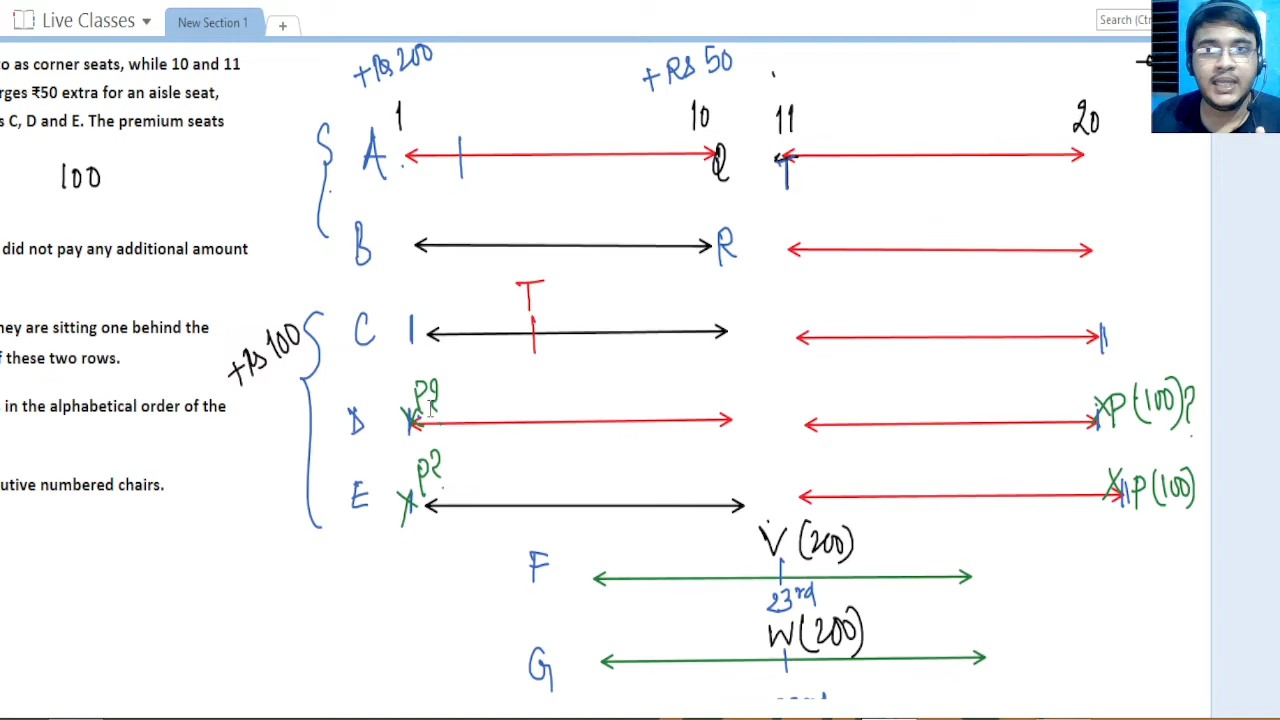 Live Classes
New Section 1
Search (Ctr
to as corner seats, while 10 and 11
rges ₹50 extra for an aisle seat,
s C, D and E. The premium seats
100
did not pay any additional amount
hey are sitting one behind the
f these two rows.
in the alphabetical order of the
utive numbered chairs.
+Rs 200
+Rs 50
1 10 11 20
A Q T
B R
T
+Rs 100
C
P?
D P(100)?
P?
E P(100)
V (200)
F
23rd
W(200)
G